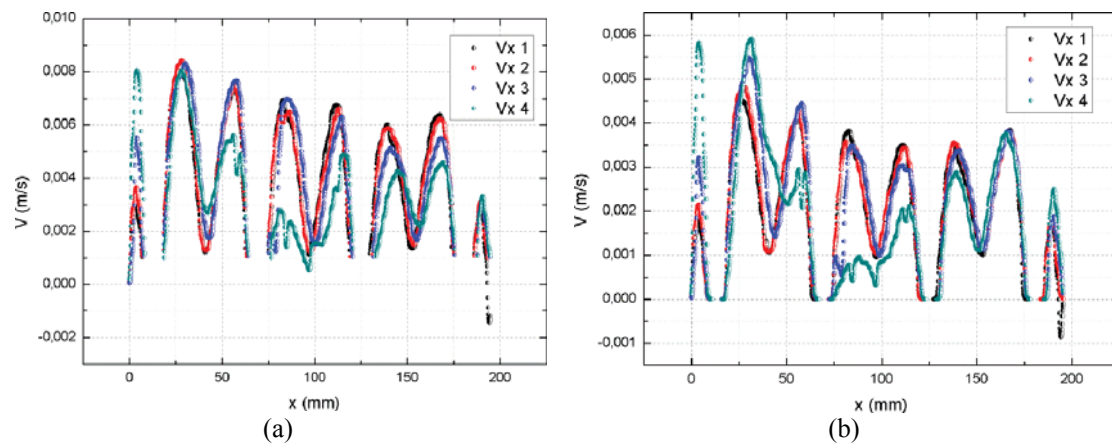 0,010
0,008
0,006
0,004
0,002
0,000
-0,002
V (m/s)
Vx 1
Vx 2
Vx 3
Vx 4
0 50 100 150 200
x (mm)
(a)
0,006
0,005
0,004
0,003
0,002
0,001
0,000
-0,001
V (m/s)
Vx 1
Vx 2
Vx 3
Vx 4
0 50 100 150 200
x (mm)
(b)